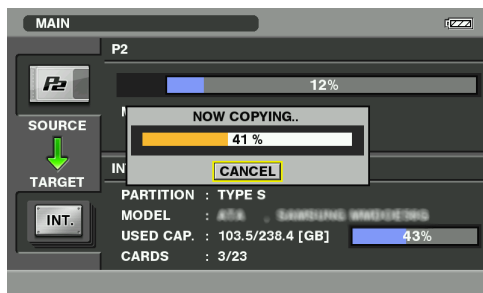 MAIN
P2
P2
12%
SOURCE
NOW COPYING..
41 %
CANCEL
TARGET
PARTITION : TYPE S
INT.
MODEL :
USED CAP. : 103.5/238.4 [GB] 43%
CARDS : 3/23